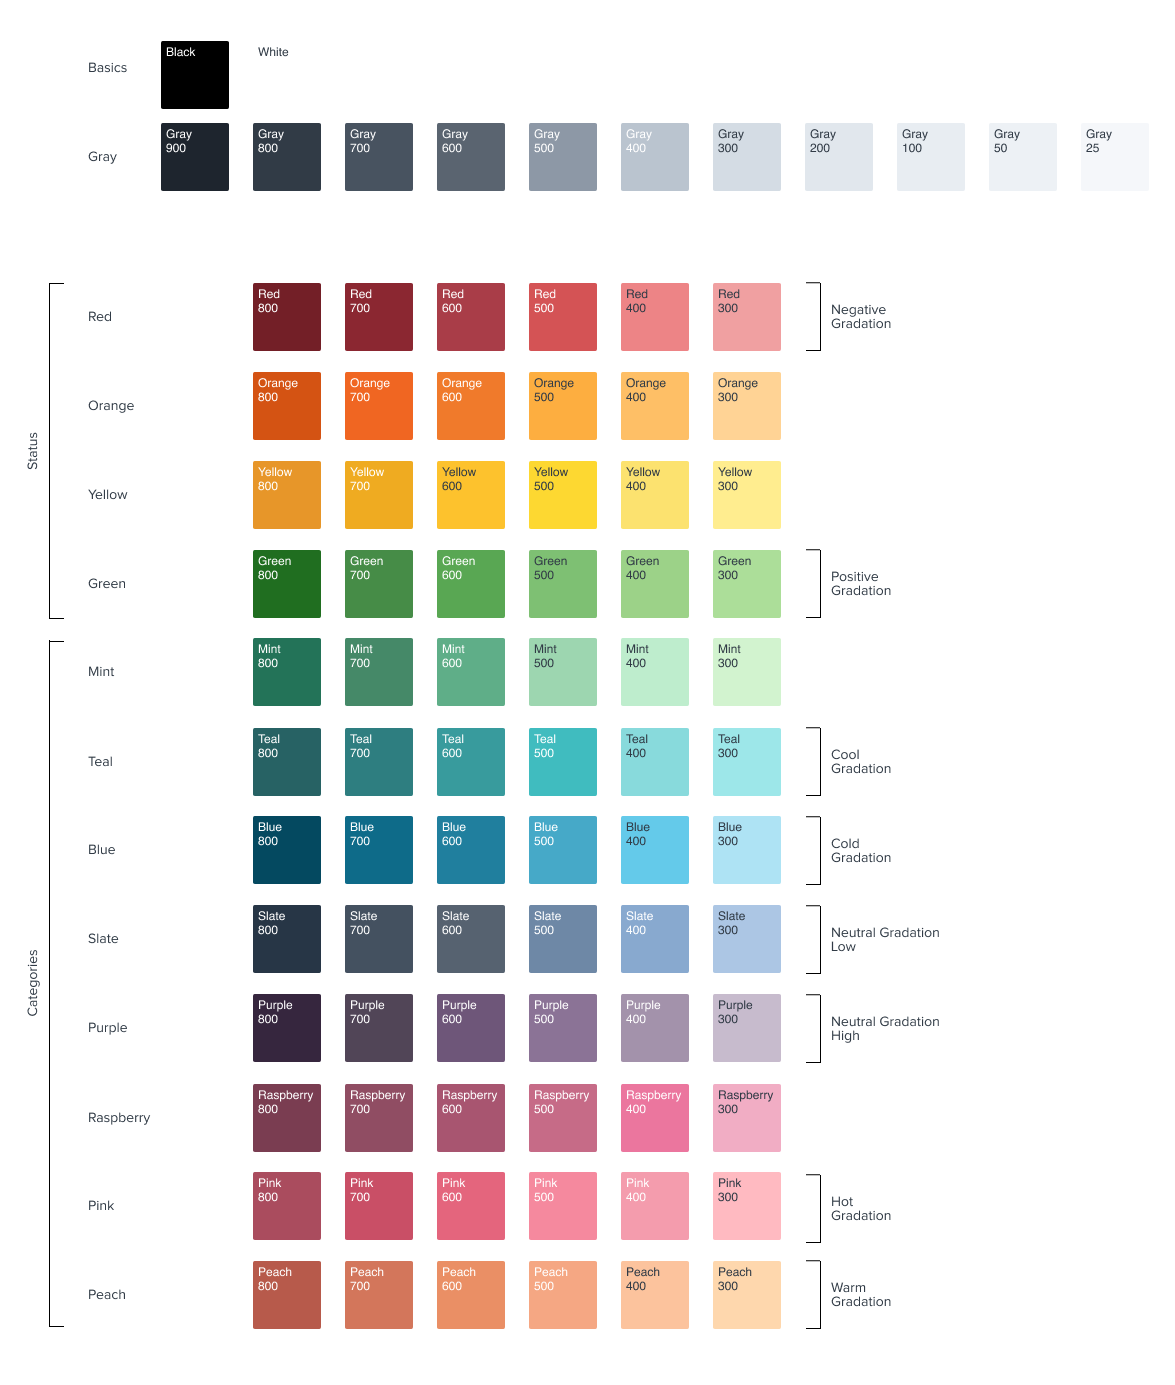 Basics
Black
White
Gray
Gray
900
Gray
800
Gray
700
Gray
600
Gray
500
Gray
400
Gray
300
Gray
200
Gray
100
Gray
50
Gray
25
Status
Red
Red
800
Red
700
Red
600
Red
500
Red
400
Red
300
Negative
Gradation
Orange
Orange
800
Orange
700
Orange
600
Orange
500
Orange
400
Orange
300
Yellow
Yellow
800
Yellow
700
Yellow
600
Yellow
500
Yellow
400
Yellow
300
Green
Green
800
Green
700
Green
600
Green
500
Green
400
Green
300
Positive
Gradation
Categories
Mint
Mint
800
Mint
700
Mint
600
Mint
500
Mint
400
Mint
300
Teal
Teal
800
Teal
700
Teal
600
Teal
500
Teal
400
Teal
300
Cool
Gradation
Blue
Blue
800
Blue
700
Blue
600
Blue
500
Blue
400
Blue
300
Cold
Gradation
Slate
Slate
800
Slate
700
Slate
600
Slate
500
Slate
400
Slate
300
Neutral Gradation
Low
Purple
Purple
800
Purple
700
Purple
600
Purple
500
Purple
400
Purple
300
Neutral Gradation
High
Raspberry
Raspberry
800
Raspberry
700
Raspberry
600
Raspberry
500
Raspberry
400
Raspberry
300
Pink
Pink
800
Pink
700
Pink
600
Pink
500
Pink
400
Pink
300
Hot
Gradation
Peach
Peach
800
Peach
700
Peach
600
Peach
500
Peach
400
Peach
300
Warm
Gradation